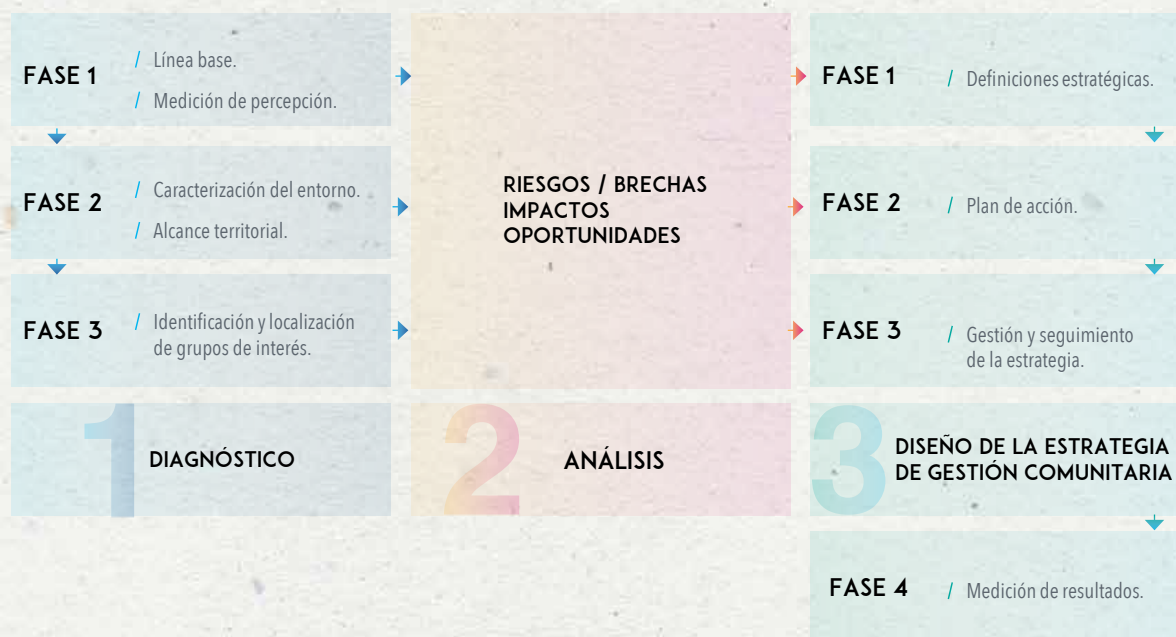 FASE 1
/ Línea base.
/ Medición de percepción.
FASE 2
/ Caracterización del entorno.
/ Alcance territorial.
FASE 3
/ Identificación y localización
de grupos de interés.
1
DIAGNÓSTICO
RIESGOS / BRECHAS
IMPACTOS
OPORTUNIDADES
2
ANÁLISIS
FASE 1
/ Definiciones estratégicas.
FASE 2
/ Plan de acción.
FASE 3
/ Gestión y seguimiento
de la estrategia.
3
DISEÑO DE LA ESTRATEGIA
DE GESTIÓN COMUNITARIA
FASE 4
/ Medición de resultados.